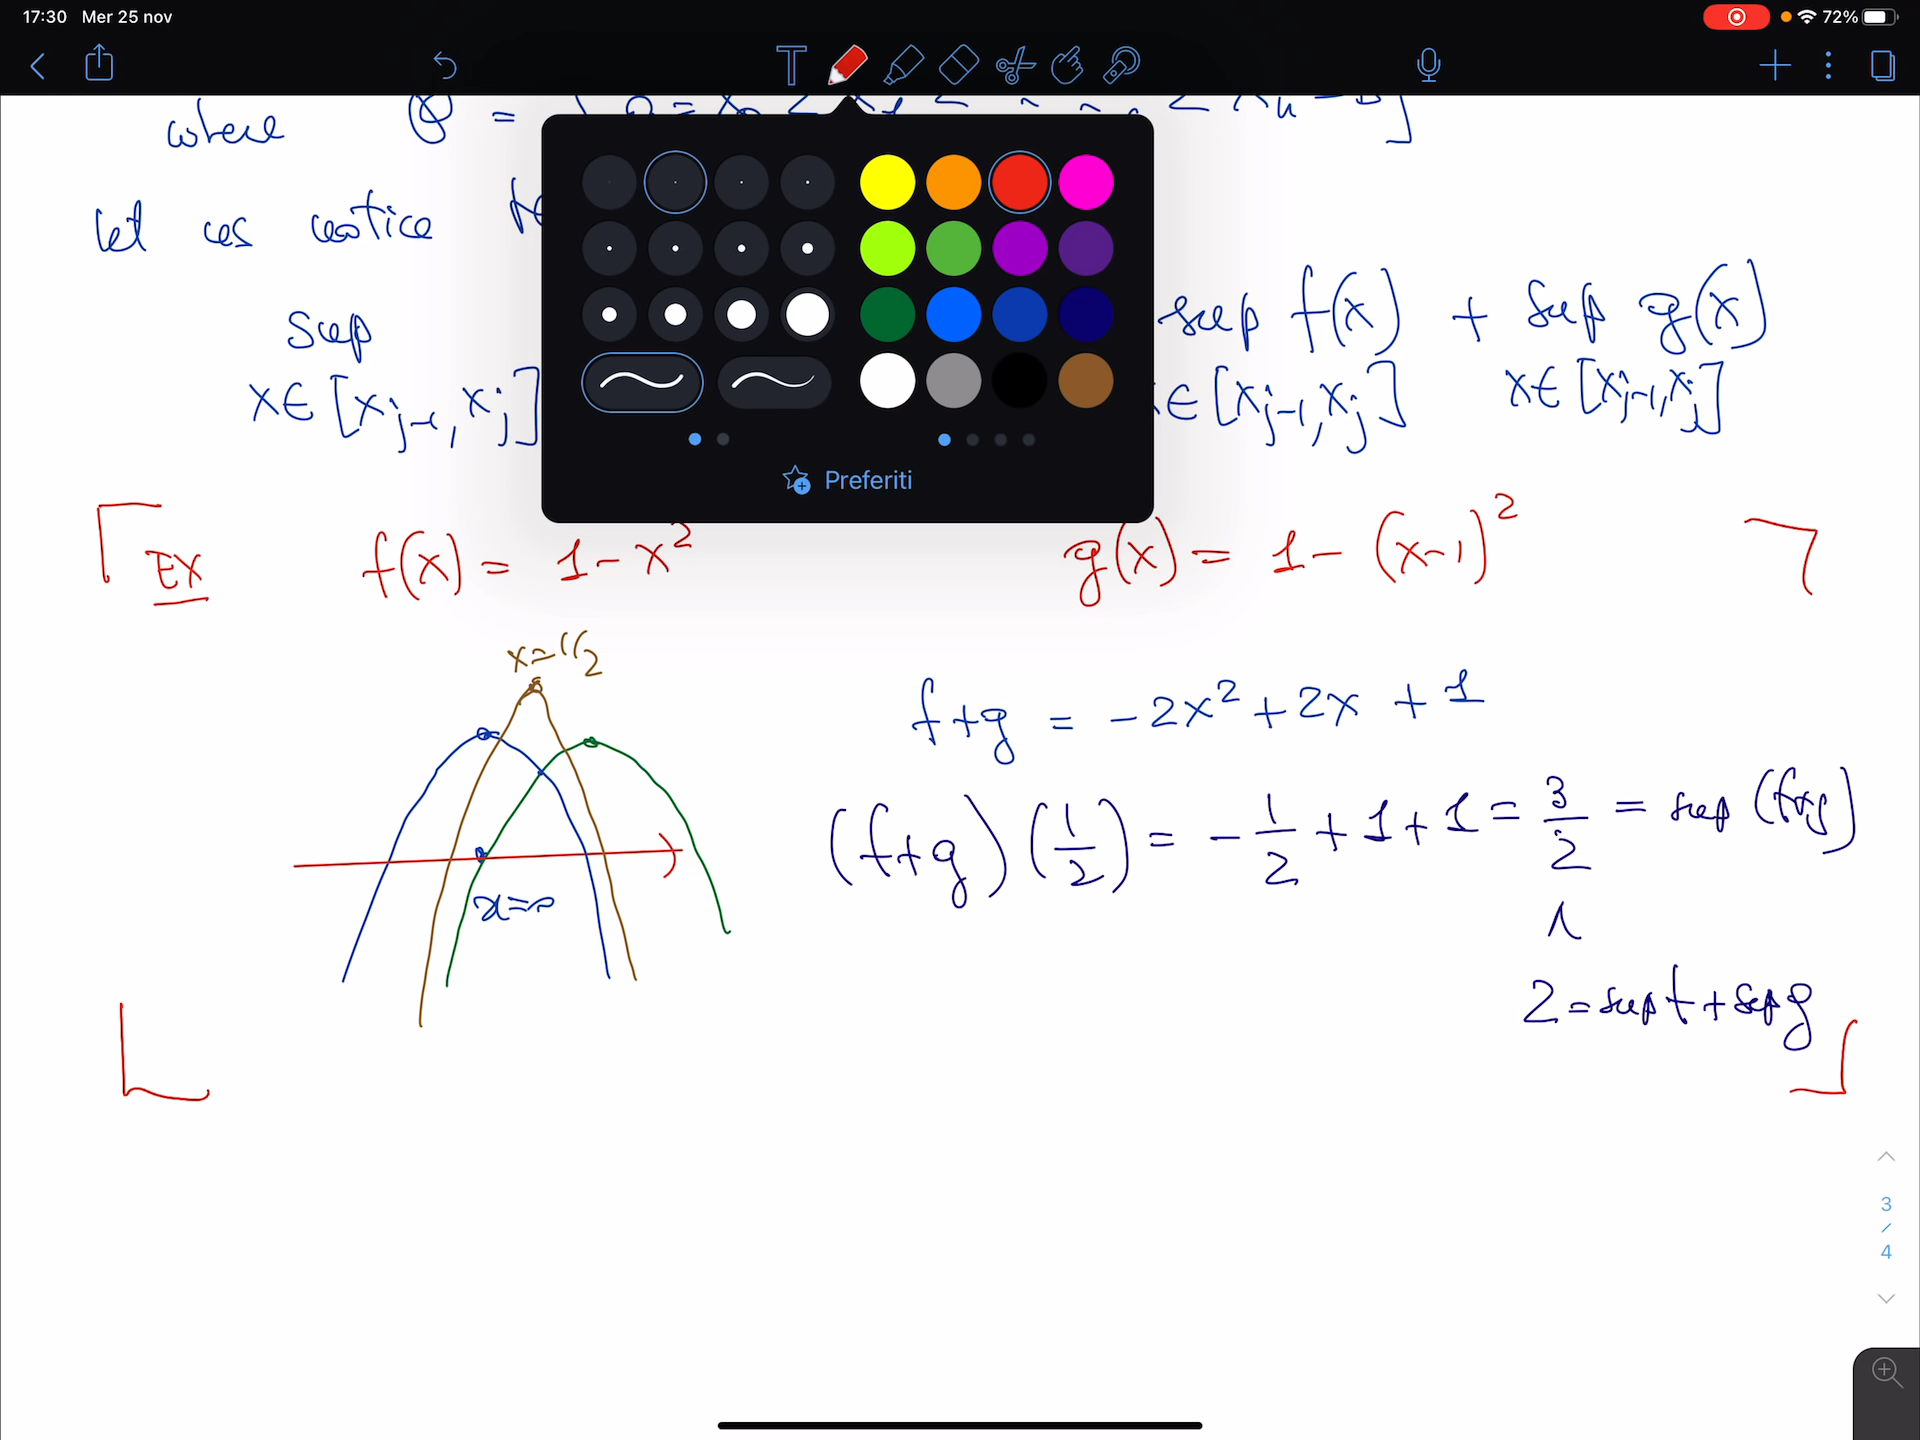 17:30 Mer 25 nov 72%
where P =
let us notice
sup sup f(x) + sup g(x)
x∈[xj-1, xj] x∈[xj-1, xj] x∈[xj-1, xj]
Preferiti
EX f(x) = 1-x² g(x) = 1-(x-1)²
x=1/2
f+g = -2x²+2x+1
(f+g)(1/2) = -1/2+1+1 = 3/2 = sup (f+g)
x=0
∧
2=sup f+sup g
3
/
4